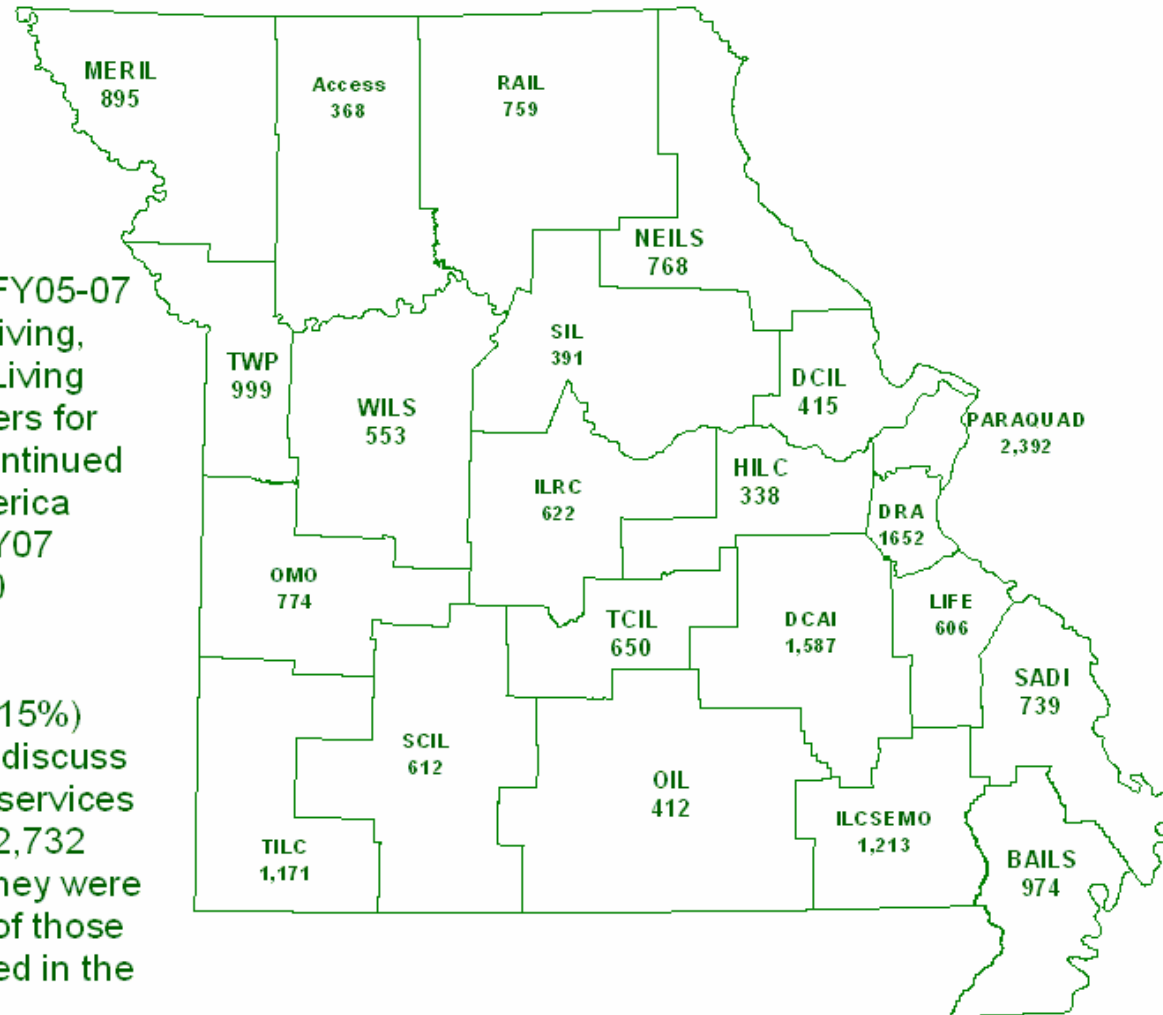 MERIL
895
Access
368
RAIL
759
NEILS
768
FY05-07
iving,
Living
ers for
ntinued
erica
Y07
)
15%)
discuss
services
2,732
hey were
of those
ed in the
TWP
999
WILS
553
SIL
391
DCIL
415
PARAQUAD
2,392
ILRC
622
HILC
338
DRA
1652
OMO
774
TCIL
650
DCAI
1,587
LIFE
606
SADI
739
SCIL
612
OIL
412
ILCSEMO
1,213
TILC
1,171
BAILS
974